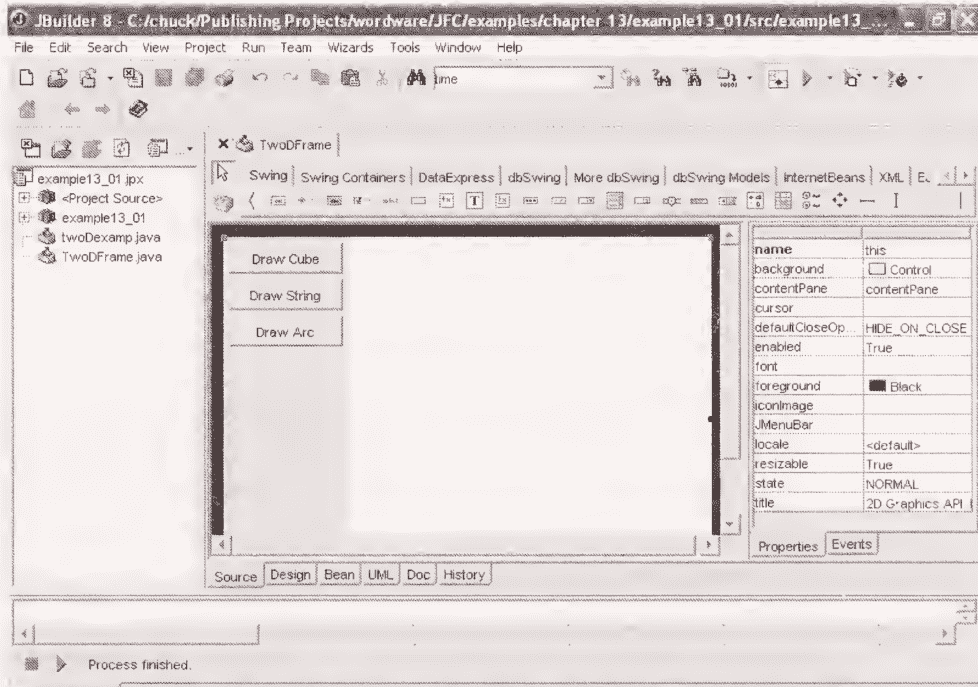 JBuilder 8 - C:/chuck/Publishing Projects/wordware/JFC/examples/chapter 13/example13_01/src/example13_...
File Edit Search View Project Run Team Wizards Tools Window Help
ume
TwoDFrame
Swing Swing Containers DataExpress dbSwing More dbSwing dbSwing Models InternetBeans XML
example13_01.jpx
<Project Source>
example13_01
twoDexamp.java
TwoDFrame.java
Draw Cube
Draw String
Draw Arc
name this
background Control
contentPane contentPane
cursor
defaultCloseOp... HIDE_ON_CLOSE
enabled True
font
foreground Black
iconImage
JMenuBar
locale <default>
resizable True
state NORMAL
title 2D Graphics API
Properties Events
Source Design Bean UML Doc History
Process finished.